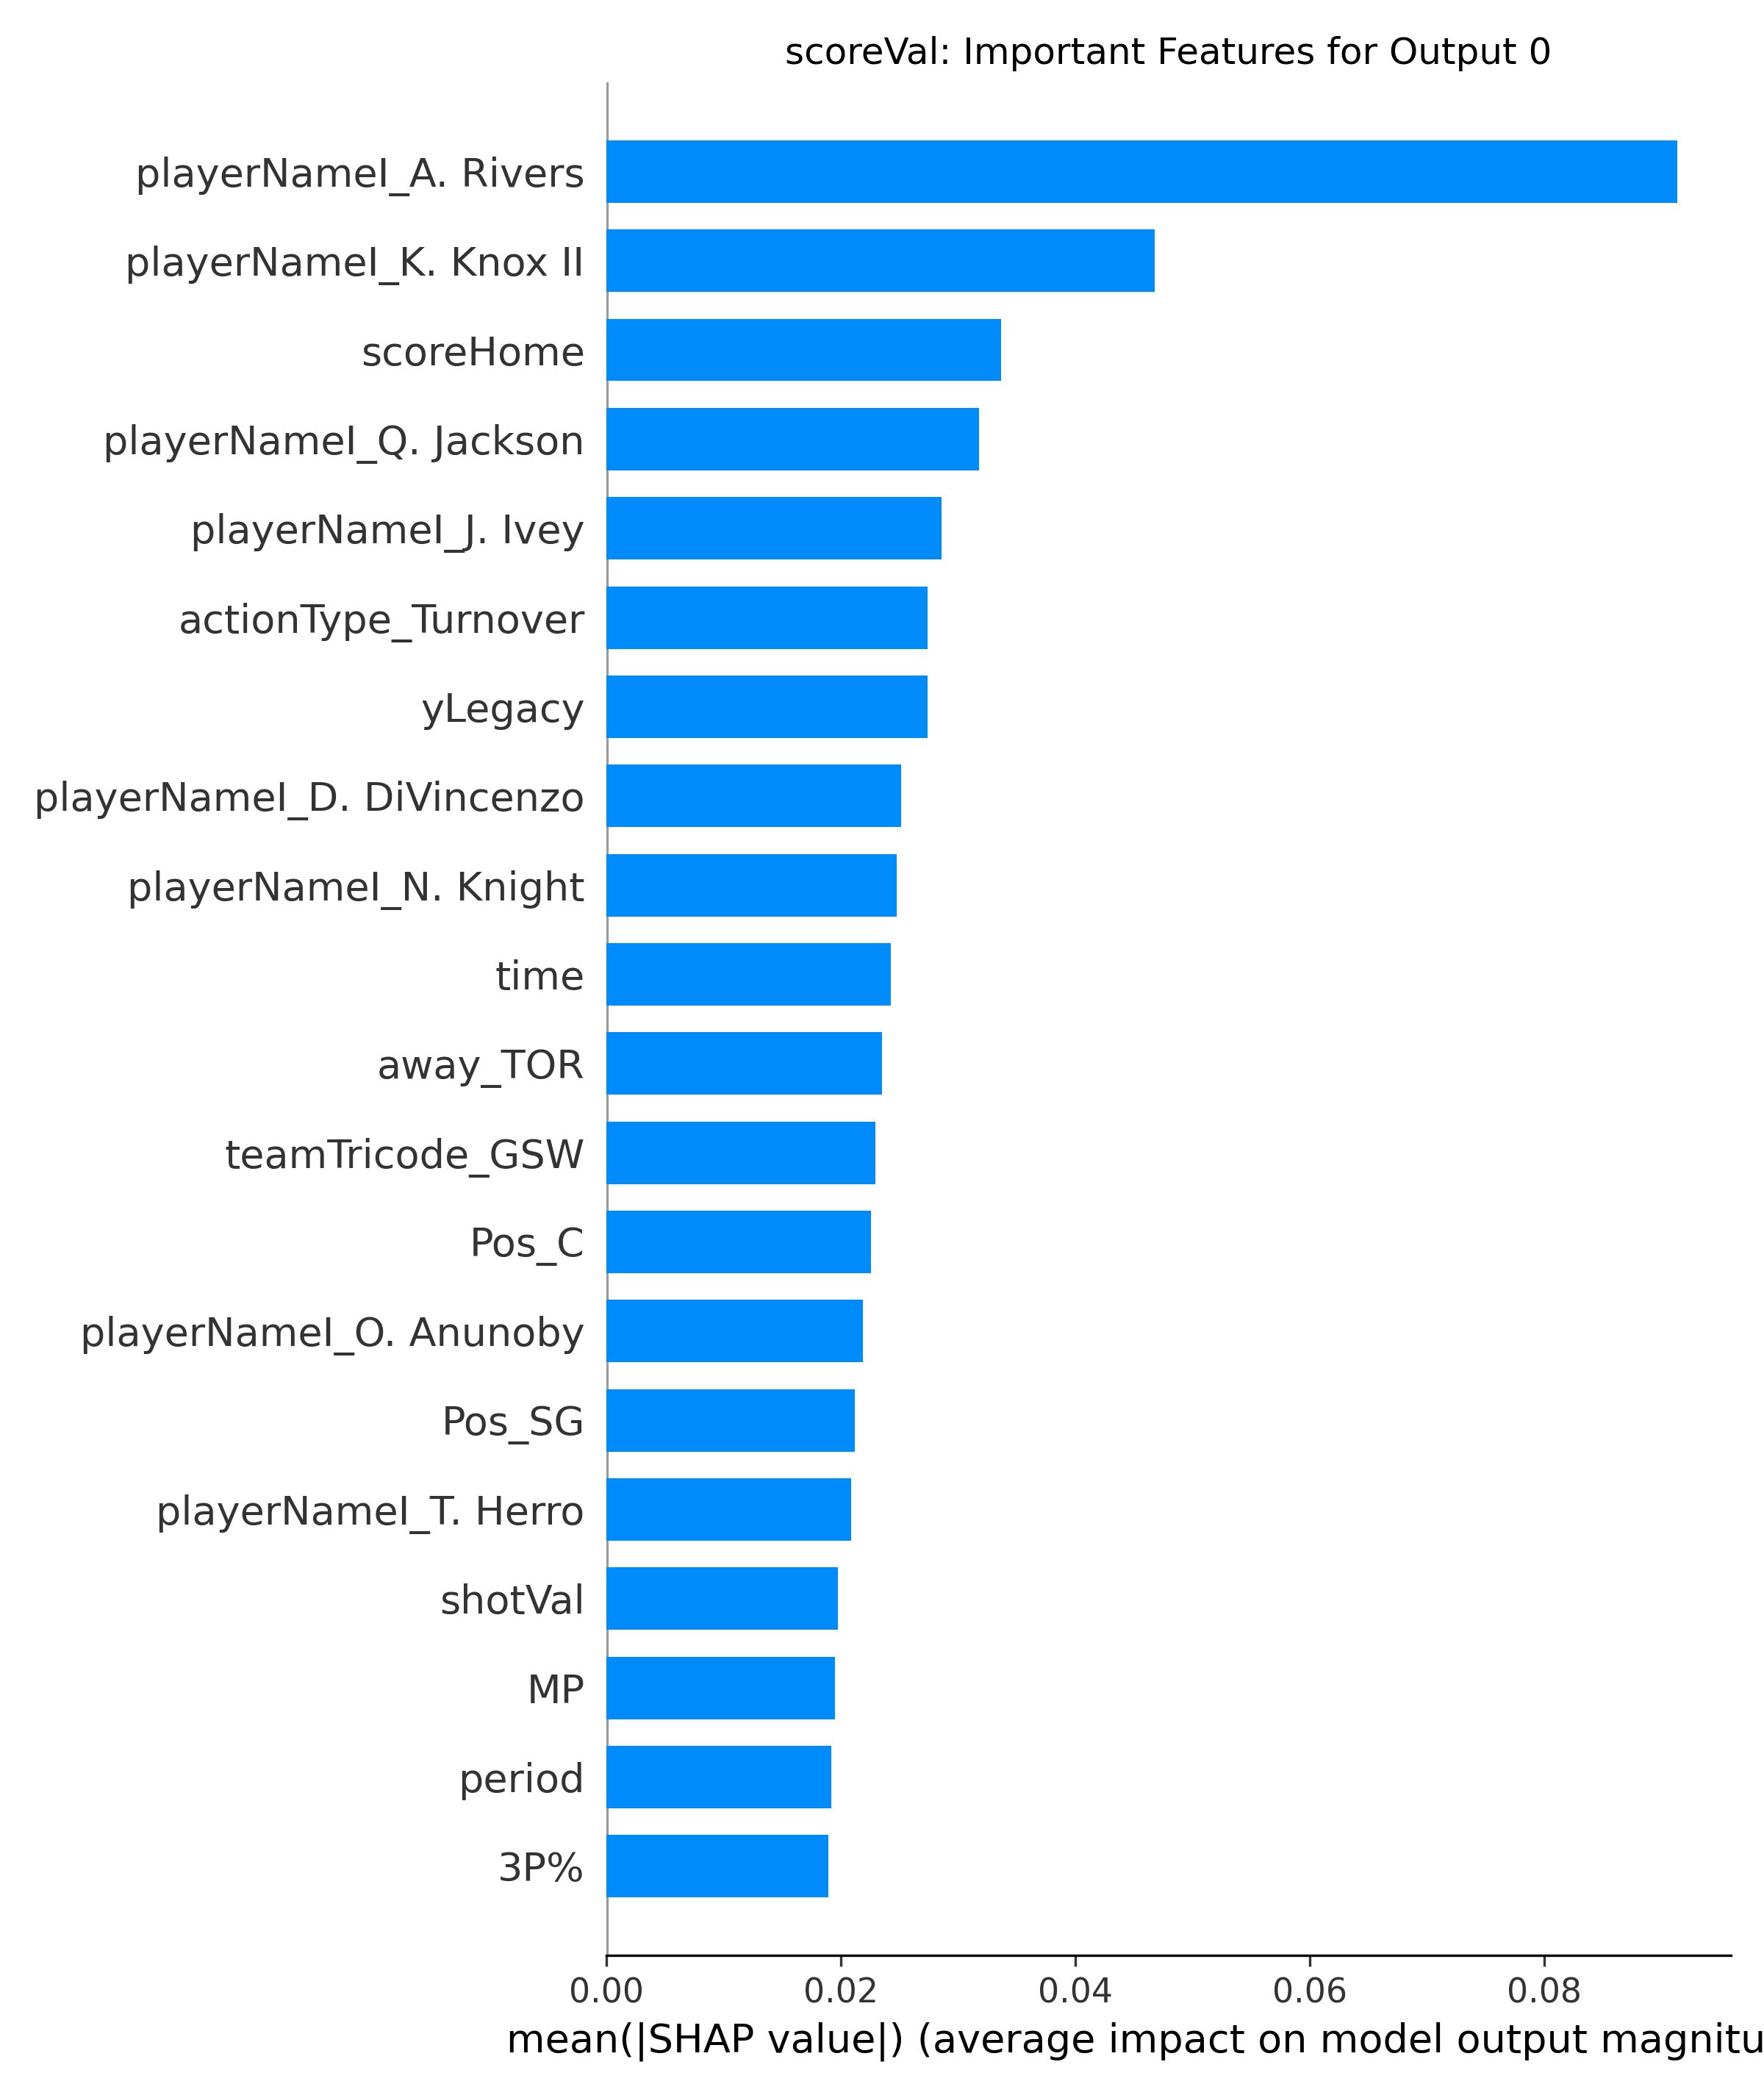 scoreVal: Important Features for Output 0
playerNameI_A. Rivers
playerNameI_K. Knox II
scoreHome
playerNameI_Q. Jackson
playerNameI_J. Ivey
actionType_Turnover
yLegacy
playerNameI_D. DiVincenzo
playerNameI_N. Knight
time
away_TOR
teamTricode_GSW
Pos_C
playerNameI_O. Anunoby
Pos_SG
playerNameI_T. Herro
shotVal
MP
period
3P%
0.00 0.02 0.04 0.06 0.08
mean(|SHAP value|) (average impact on model output magnitu